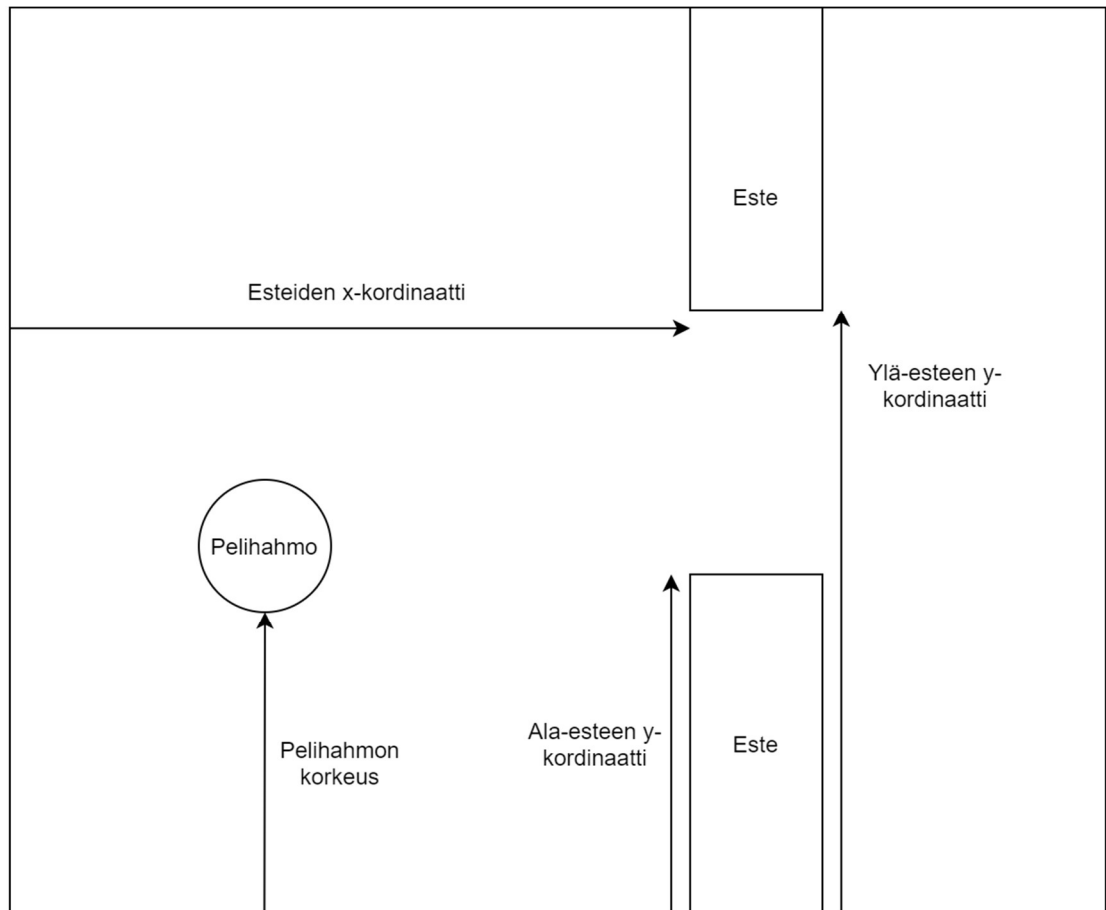 Este
Esteiden x-kordinaatti
Ylä-esteen y-
kordinaatti
Pelihahmo
Ala-esteen y-
kordinaatti
Este
Pelihahmon
korkeus